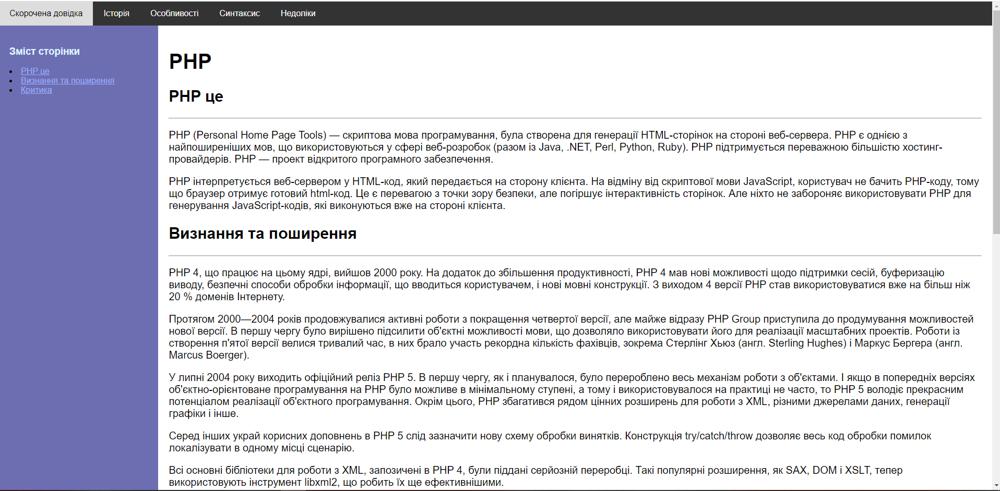 Скорочена довідка Історія Особливості Синтаксис Недоліки
Зміст сторінки
PHP це
Визнання та поширення
Критика
PHP
PHP це
PHP (Personal Home Page Tools) — скриптова мова програмування, була створена для генерації HTML-сторінок на стороні веб-сервера. PHP є однією з
найпоширеніших мов, що використовуються у сфері веб-розробок (разом із Java, .NET, Perl, Python, Ruby). PHP підтримується переважною більшістю хостинг-
провайдерів. PHP — проект відкритого програмного забезпечення.
PHP інтерпретується веб-сервером у HTML-код, який передається на сторону клієнта. На відміну від скриптової мови JavaScript, користувач не бачить PHP-коду, тому
що браузер отримує готовий html-код. Це є перевагою з точки зору безпеки, але погіршує інтерактивність сторінок. Але ніхто не забороняє використовувати PHP для
генерування JavaScript-кодів, які виконуються вже на стороні клієнта.
Визнання та поширення
PHP 4, що працює на цьому ядрі, вийшов 2000 року. На додаток до збільшення продуктивності, PHP 4 мав нові можливості щодо підтримки сесій, буферизацію
виводу, безпечні способи обробки інформації, що вводиться користувачем, і нові мовні конструкції. З виходом 4 версії PHP став використовуватися вже на більш ніж
20 % доменів Інтернету.
Протягом 2000—2004 років продовжувалися активні роботи з покращення четвертої версії, але майже відразу PHP Group приступила до продумування можливостей
нової версії. В першу чергу було вирішено підсилити об'єктні можливості мови, що дозволяло використовувати його для реалізації масштабних проектів. Роботи із
створення п'ятої версії велися тривалий час, в них брало участь рекордна кількість фахівців, зокрема Стерлінг Хьюз (англ. Sterling Hughes) і Маркус Бергера (англ.
Marcus Boerger).
У липні 2004 року виходить офіційний реліз PHP 5. В першу чергу, як і планувалося, було перероблено весь механізм роботи з об'єктами. І якщо в попередніх версіях
об'єктно-орієнтоване програмування на PHP було можливе в мінімальному ступені, а тому і використовувалося на практиці не часто, то PHP 5 володіє прекрасним
потенціалом реалізації об'єктного програмування. Окрім цього, PHP збагатився рядом цінних розширень для роботи з XML, різними джерелами даних, генерації
графіки і інше.
Серед інших украй корисних доповнень в PHP 5 слід зазначити нову схему обробки винятків. Конструкція try/catch/throw дозволяє весь код обробки помилок
локалізувати в одному місці сценарію.
Всі основні бібліотеки для роботи з XML, запозичені в PHP 4, були піддані серйозній переробці. Такі популярні розширення, як SAX, DOM і XSLT, тепер
використовують інструмент libxml2, що робить їх ще ефективнішими.